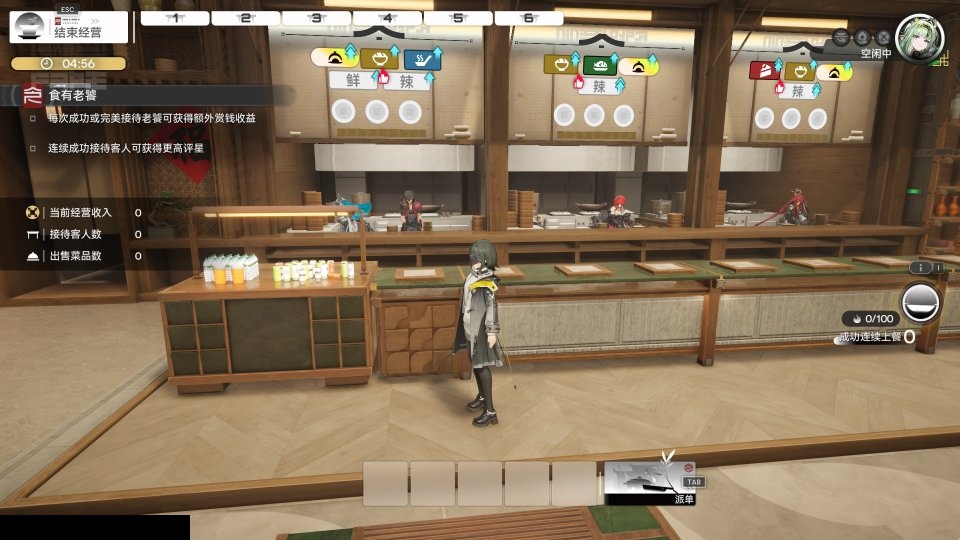 ESC
结束经营
1 2 3 4 5 6
04:56
食有老饕
每次成功或完美接待老饕可获得额外赏钱收益
连续成功接待客人可获得更高评星
当前经营收入 0
接待客人数 0
出售菜品数 0
鲜 辣
辣
辣
空闲中
0/100
成功连续上餐 0
TAB
派单